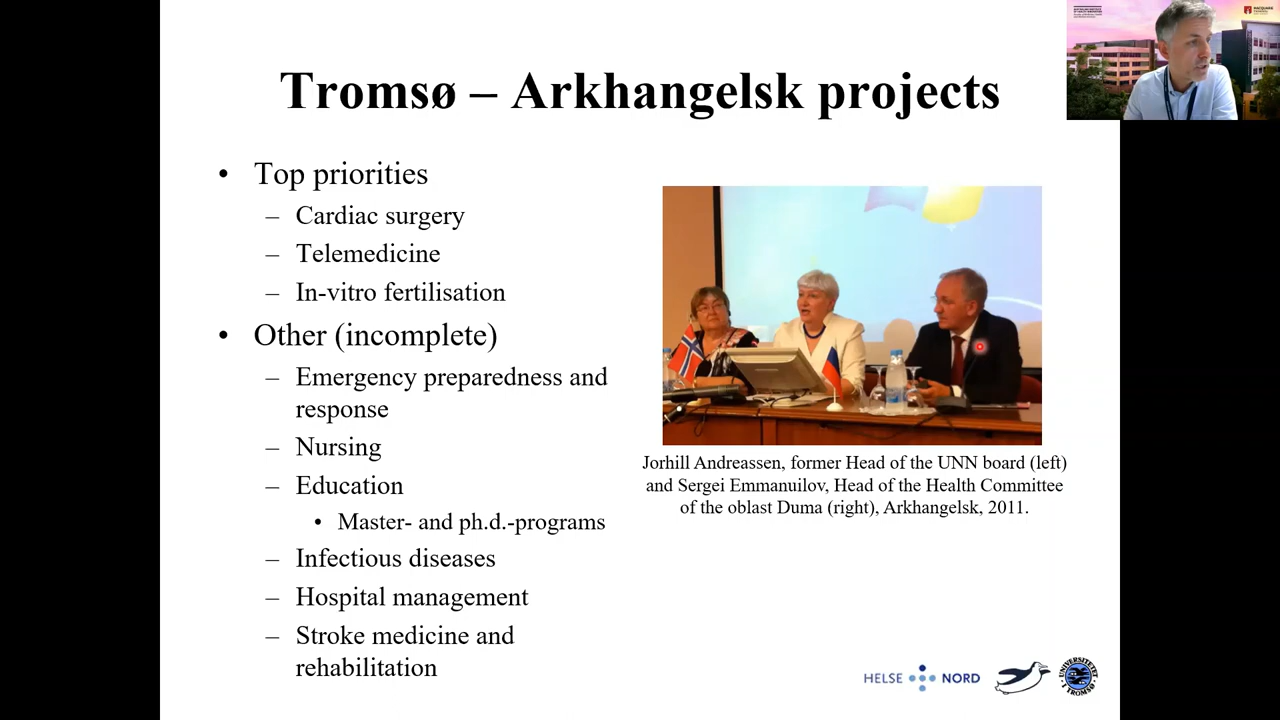 Tromsø – Arkhangelsk projects
• Top priorities
– Cardiac surgery
– Telemedicine
– In-vitro fertilisation
• Other (incomplete)
– Emergency preparedness and
response
– Nursing
– Education
• Master- and ph.d.-programs
– Infectious diseases
– Hospital management
– Stroke medicine and
rehabilitation
Jorhill Andreassen, former Head of the UNN board (left)
and Sergei Emmanuilov, Head of the Health Committee
of the oblast Duma (right), Arkhangelsk, 2011.
HELSE NORD
UNIVERSITETET I TROMSØ
MACQUARIE